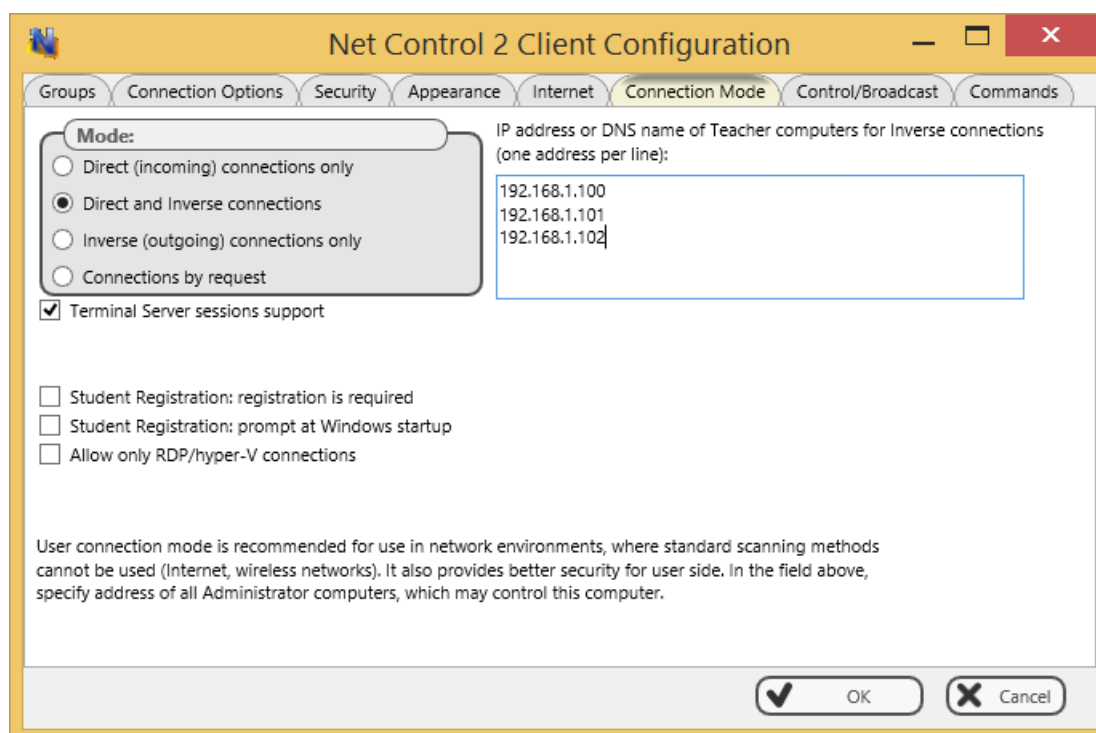 Net Control 2 Client Configuration
Groups Connection Options Security Appearance Internet Connection Mode Control/Broadcast Commands
Mode:
Direct (incoming) connections only
Direct and Inverse connections
Inverse (outgoing) connections only
Connections by request
IP address or DNS name of Teacher computers for Inverse connections
(one address per line):
192.168.1.100
192.168.1.101
192.168.1.102
Terminal Server sessions support
Student Registration: registration is required
Student Registration: prompt at Windows startup
Allow only RDP/hyper-V connections
User connection mode is recommended for use in network environments, where standard scanning methods
cannot be used (Internet, wireless networks). It also provides better security for user side. In the field above,
specify address of all Administrator computers, which may control this computer.
OK Cancel